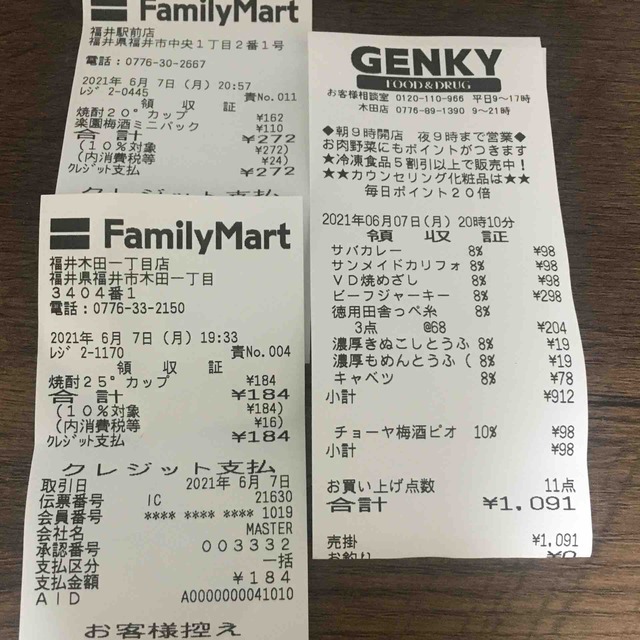 FamilyMart
福井駅前店
福井県福井市中央1丁目2番1号
電話:0776-30-2667
2021年 6月 7日(月) 20:57
レジ 2-0445 責No.011
領 収 証
焼酎20°カップ ¥162
楽園梅酒ミニパック ¥110
合 計 ¥272
(10%対象 ¥272)
(内消費税等 ¥24)
クレジット支払 ¥272
クレジット支払
FamilyMart
福井木田一丁目店
福井県福井市木田一丁目
3404番1
電話:0776-33-2150
2021年 6月 7日(月) 19:33
レジ 2-1170 責No.004
領 収 証
焼酎25°カップ ¥184
合 計 ¥184
(10%対象 ¥184)
(内消費税等 ¥16)
クレジット支払 ¥184
クレジット支払
取引日 2021年 6月 7日
伝票番号 IC 21630
会員番号 **** **** **** 1019
会社名 MASTER
承認番号 003332
支払区分 一括
支払金額 ¥184
AID A0000000041010
お客様控え
GENKY
FOOD&DRUG
お客様相談室 0120-110-966 平日9~17時
木田店 0776-89-1390 9~21時
◆朝9時開店 夜9時まで営業◆
お肉野菜にもポイントがつきます
★冷凍食品5割引以上で販売中!
★★カウンセリング化粧品は★★
毎日ポイント20倍
2021年06月07日(月) 20時10分
領 収 証
サバカレー 8% ¥98
サンメイドカリフォ 8% ¥98
VD焼めざし 8% ¥98
ビーフジャーキー 8% ¥298
徳用田舎っぺ糸 8%
3点 @68 ¥204
濃厚きぬこしとうふ 8% ¥19
濃厚もめんとうふ( 8% ¥19
キャベツ 8% ¥78
小計 ¥912
チョーヤ梅酒ピオ 10% ¥98
小計 ¥98
お買い上げ点数 11点
合計 ¥1,091
売掛 ¥1,091
お釣り ¥0